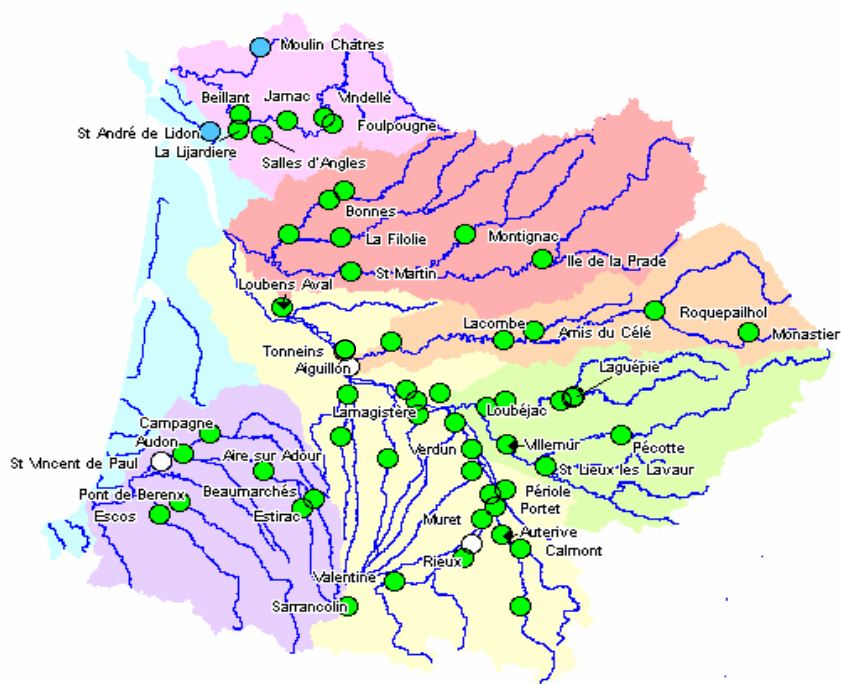 Moulin Châtres
Beillant
Jarnac
Vindelle
St André de Lidon
Foulpougne
La Lijardiere
Salles d'Angles
Bonnes
La Filolie
Montignac
Ile de la Prade
St Martin
Loubens Aval
Roquepailhol
Lacombe
Amis du Célé
Monastier
Tonneins
Aiguillon
Laguépie
Lamagistere
Loubéjac
Campagne
Audon
Villemur
Pécotte
St Vincent de Paul
Aire sur Adour
Verdun
St Lieux les Lavaur
Pont de Berenx
Beaumarchés
Périole
Escos
Estirac
Portet
Muret
Auterive
Calmont
Rieux
Valentine
Sarrancolin